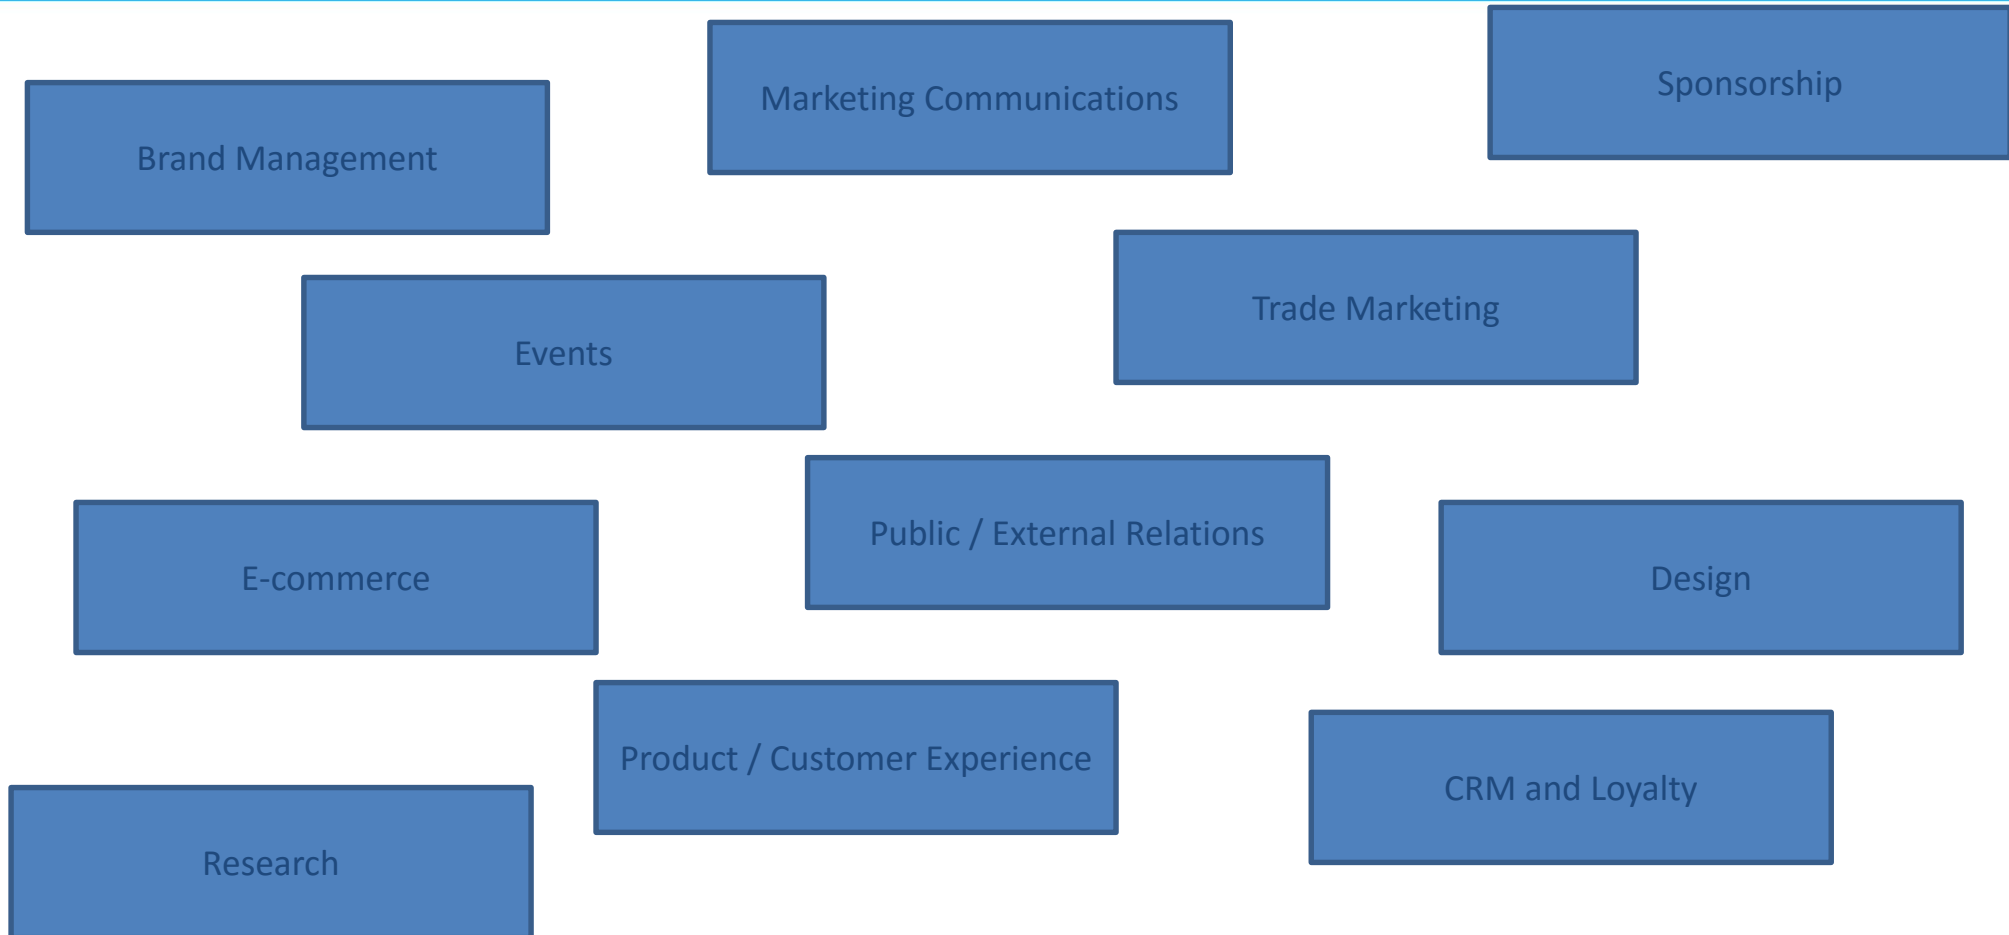 Marketing Communications
Sponsorship
Brand Management
Trade Marketing
Events
Public / External Relations
E-commerce
Design
Product / Customer Experience
CRM and Loyalty
Research